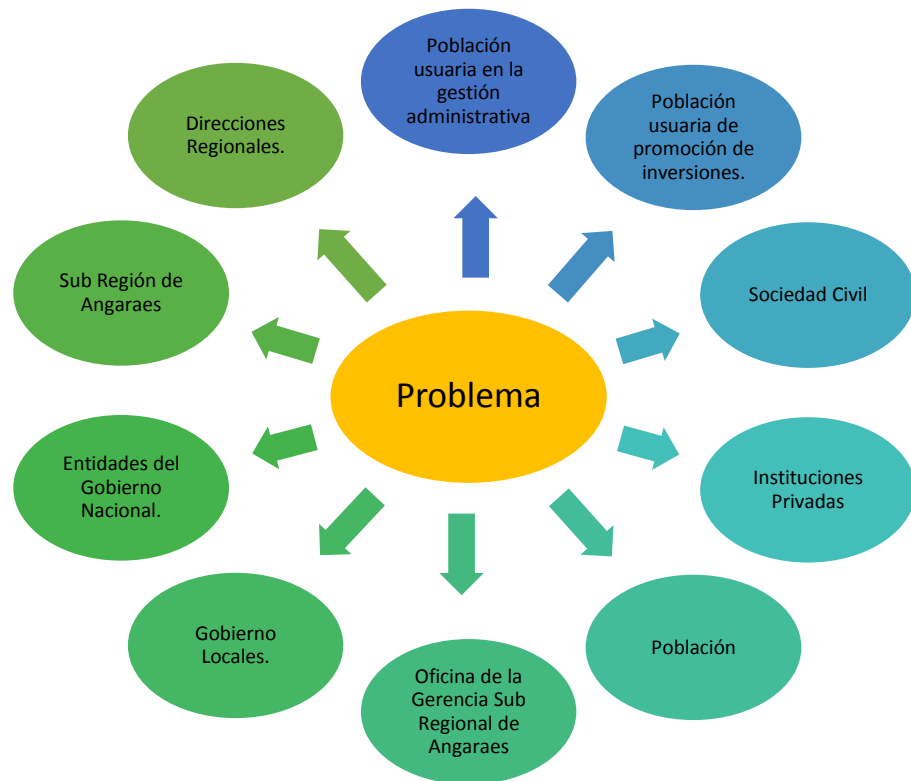 Población
usuaria en la
gestión
administrativa
Población
usuaria de
promoción de
inversiones.
Sociedad Civil
Instituciones
Privadas
Población
Oficina de la
Gerencia Sub
Regional de
Angaraes
Gobierno
Locales.
Entidades del
Gobierno
Nacional.
Sub Región de
Angaraes
Direcciones
Regionales.
Problema